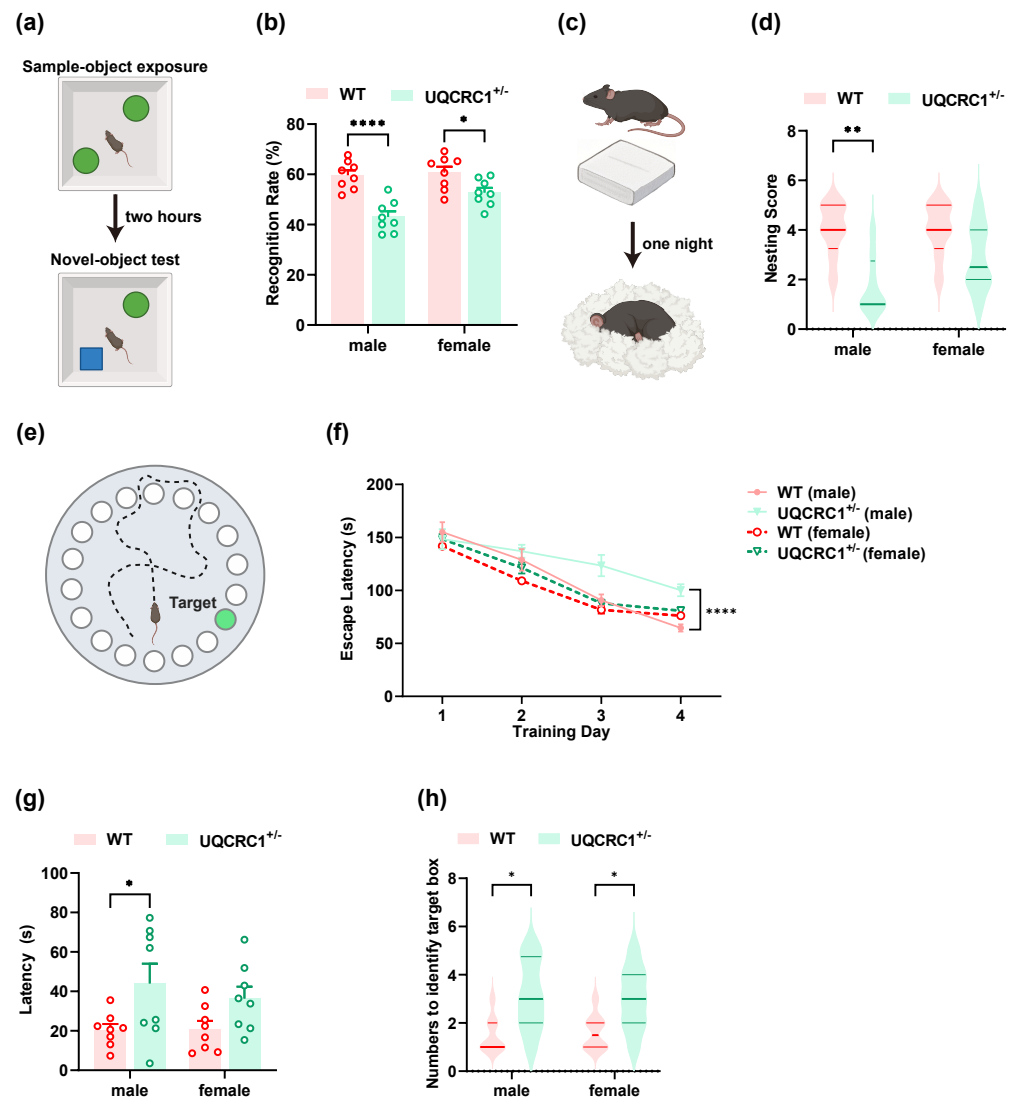 (a)
Sample-object exposure
two hours
Novel-object test
(b)
WT
UQCRC1+/-
****
*
Recognition Rate (%)
80
60
40
20
0
male
female
(c)
one night
(d)
WT
UQCRC1+/-
**
Nesting Score
8
6
4
2
0
male
female
(e)
Target
(f)
Escape Latency (s)
200
150
100
50
0
1
2
3
4
Training Day
****
WT (male)
UQCRC1+/- (male)
WT (female)
UQCRC1+/- (female)
(g)
WT
UQCRC1+/-
*
Latency (s)
100
80
60
40
20
0
male
female
(h)
WT
UQCRC1+/-
*
*
Numbers to identify target box
8
6
4
2
0
male
female